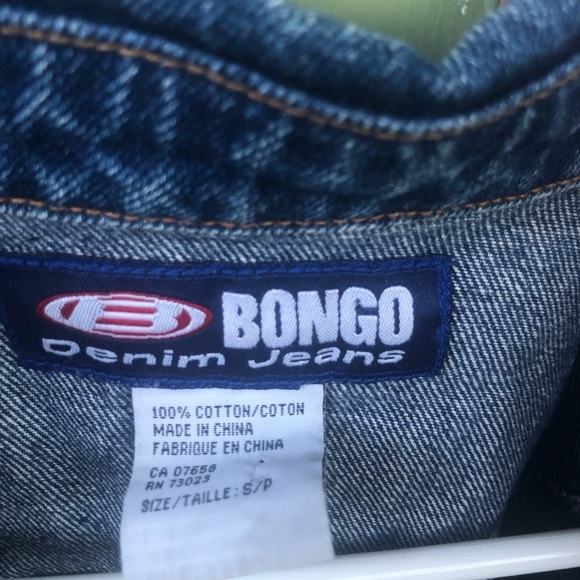 B BONGO
Denim Jeans
100% COTTON/COTON
MADE IN CHINA
FABRIQUE EN CHINA
CA 07658
RN 73023
SIZE/TAILLE: S/P